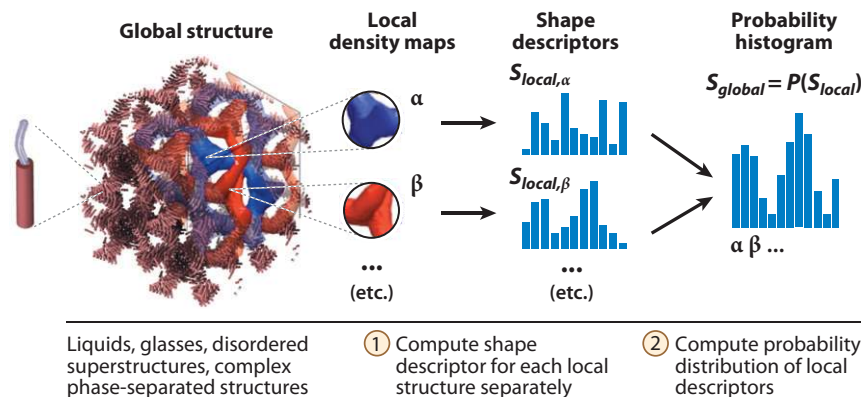 Global structure
Local
density maps
Shape
descriptors
Probability
histogram
α
β
...
(etc.)
S_local,α
S_local,β
...
(etc.)
S_global = P(S_local)
α β ...
Liquids, glasses, disordered
superstructures, complex
phase-separated structures
1 Compute shape
descriptor for each local
structure separately
2 Compute probability
distribution of local
descriptors